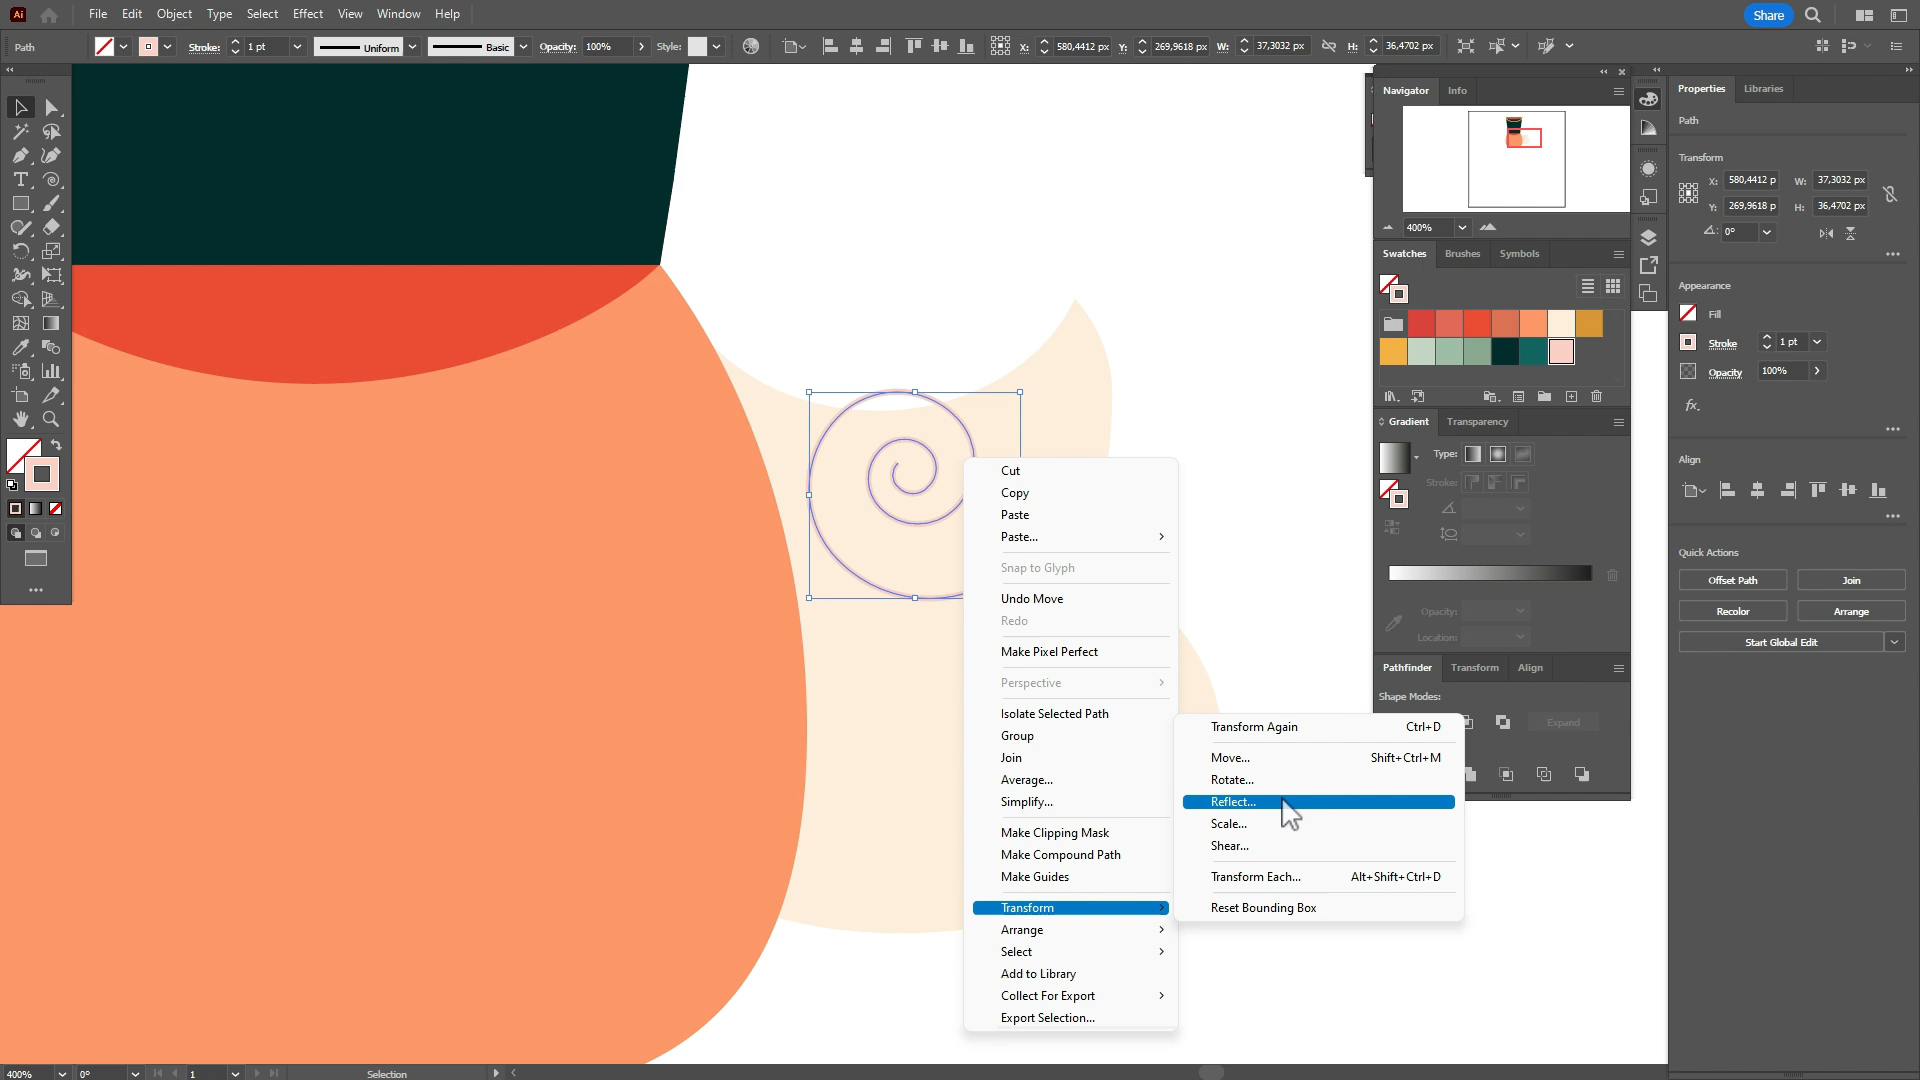 Ai File Edit Object Type Select Effect View Window Help Share
Path Stroke: 1 pt Uniform Basic Opacity: 100% Style: X: 580,4412 px Y: 269,9618 px W: 37,3032 px H: 36,4702 px
Navigator Info
400%
Swatches Brushes Symbols
Gradient Transparency
Type:
Stroke:
Opacity:
Location:
Pathfinder Transform Align
Shape Modes:
Expand
Properties Libraries
Path
Transform
X: 580,4412 p W: 37,3032 px
Y: 269,9618 p H: 36,4702 px
0°
Appearance
Fill
Stroke 1 pt
Opacity 100%
fx.
Align
Quick Actions
Offset Path Join
Recolor Arrange
Start Global Edit
Cut
Copy
Paste
Paste...
Snap to Glyph
Undo Move
Redo
Make Pixel Perfect
Perspective
Isolate Selected Path
Group
Join
Average...
Simplify...
Make Clipping Mask
Make Compound Path
Make Guides
Transform
Arrange
Select
Add to Library
Collect For Export
Export Selection...
Transform Again Ctrl+D
Move... Shift+Ctrl+M
Rotate...
Reflect...
Scale...
Shear...
Transform Each... Alt+Shift+Ctrl+D
Reset Bounding Box
400% 0° 1 Selection